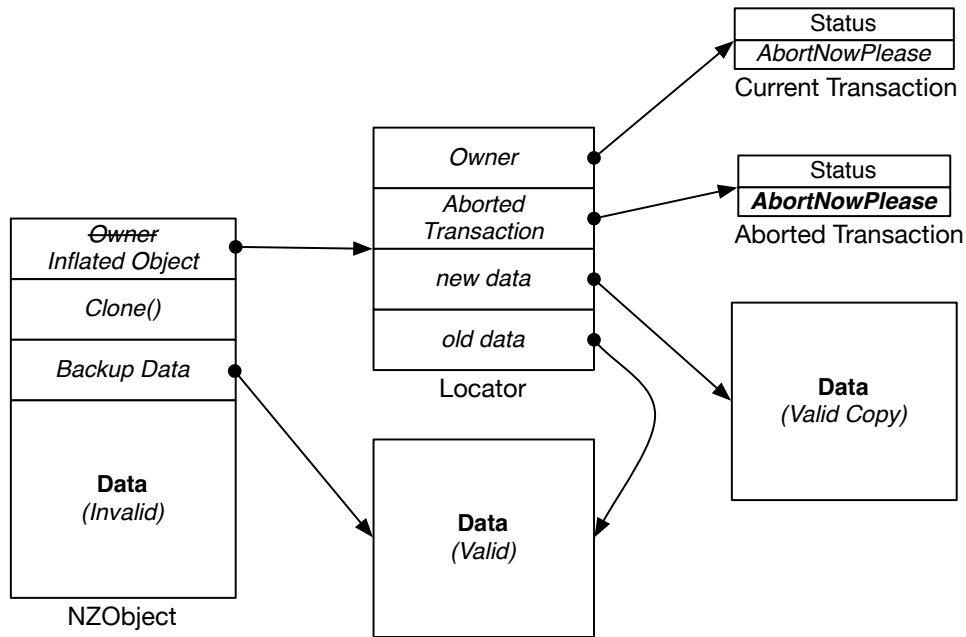 Status
AbortNowPlease
Current Transaction
Owner
Aborted
Transaction
new data
old data
Locator
Status
AbortNowPlease
Aborted Transaction
Owner
Inflated Object
Clone()
Backup Data
Data
(Invalid)
NZObject
Data
(Valid)
Data
(Valid Copy)